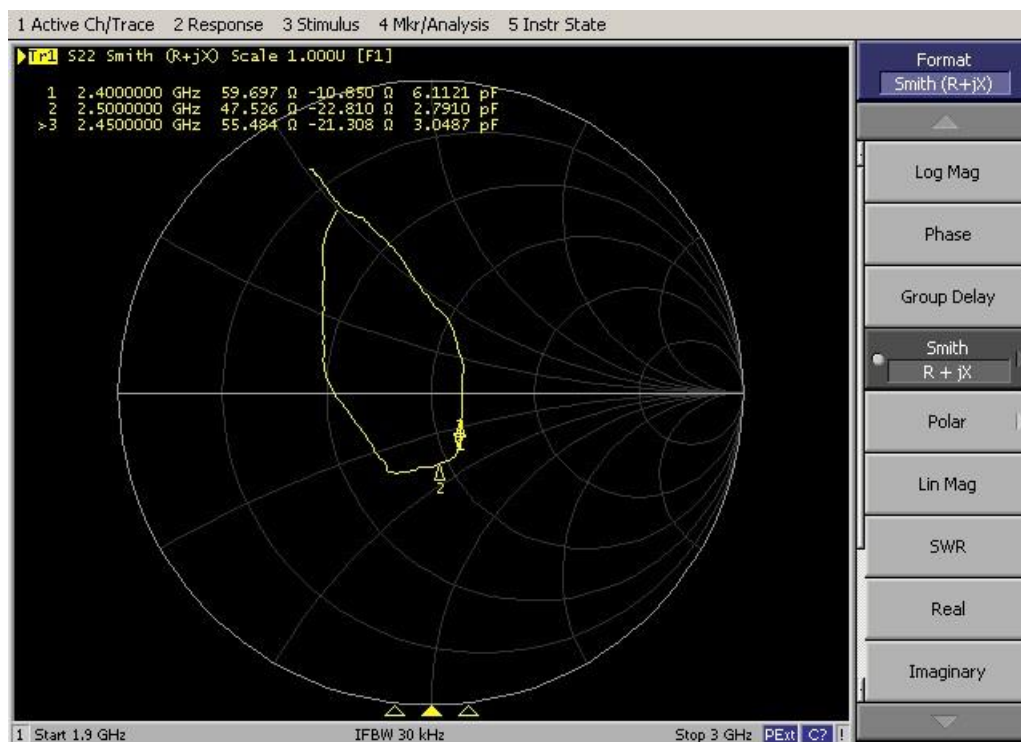 1 Active Ch/Trace 2 Response 3 Stimulus 4 Mkr/Analysis 5 Instr State
Tr1 S22 Smith (R+jX) Scale 1.000U [F1]
1 2.4000000 GHz 59.697 Ω -10.850 Ω 6.1121 pF
2 2.5000000 GHz 47.526 Ω -22.810 Ω 2.7910 pF
>3 2.4500000 GHz 55.484 Ω -21.308 Ω 3.0487 pF
2
Format
Smith (R+jX)
Log Mag
Phase
Group Delay
Smith
R + jX
Polar
Lin Mag
SWR
Real
Imaginary
1 Start 1.9 GHz IFBW 30 kHz Stop 3 GHz PExt C? !